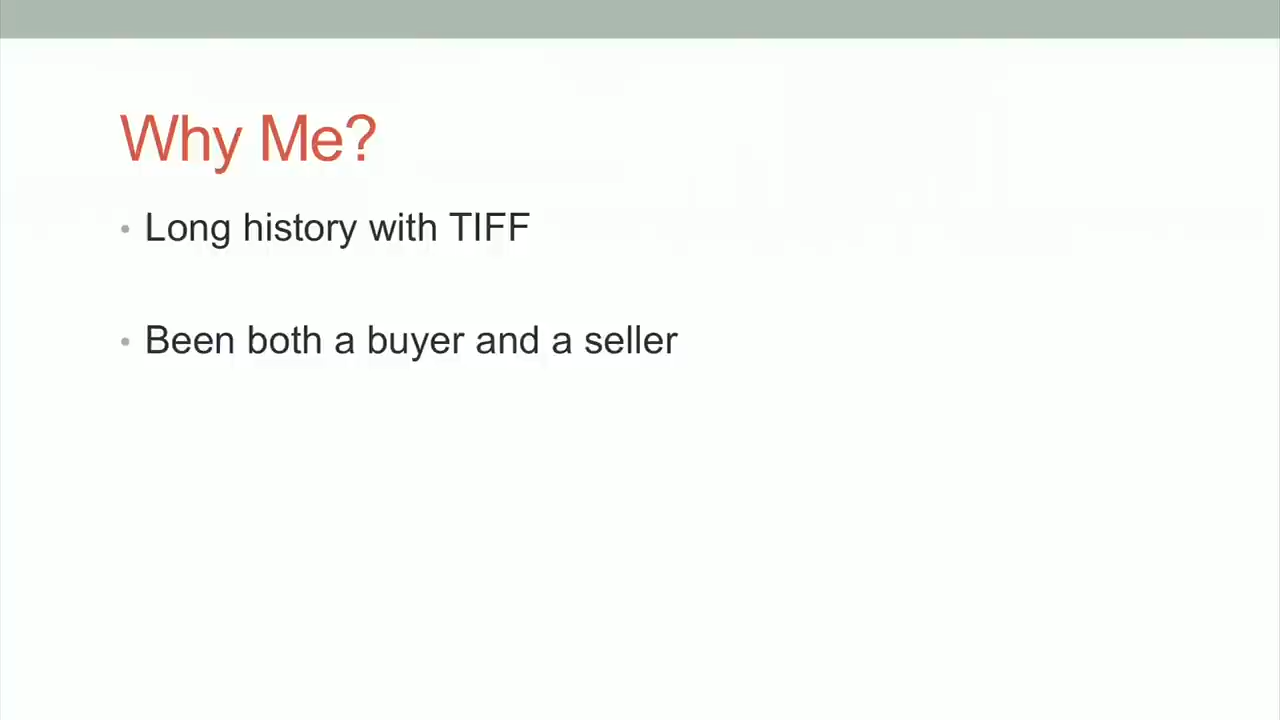 Why Me?
• Long history with TIFF
• Been both a buyer and a seller